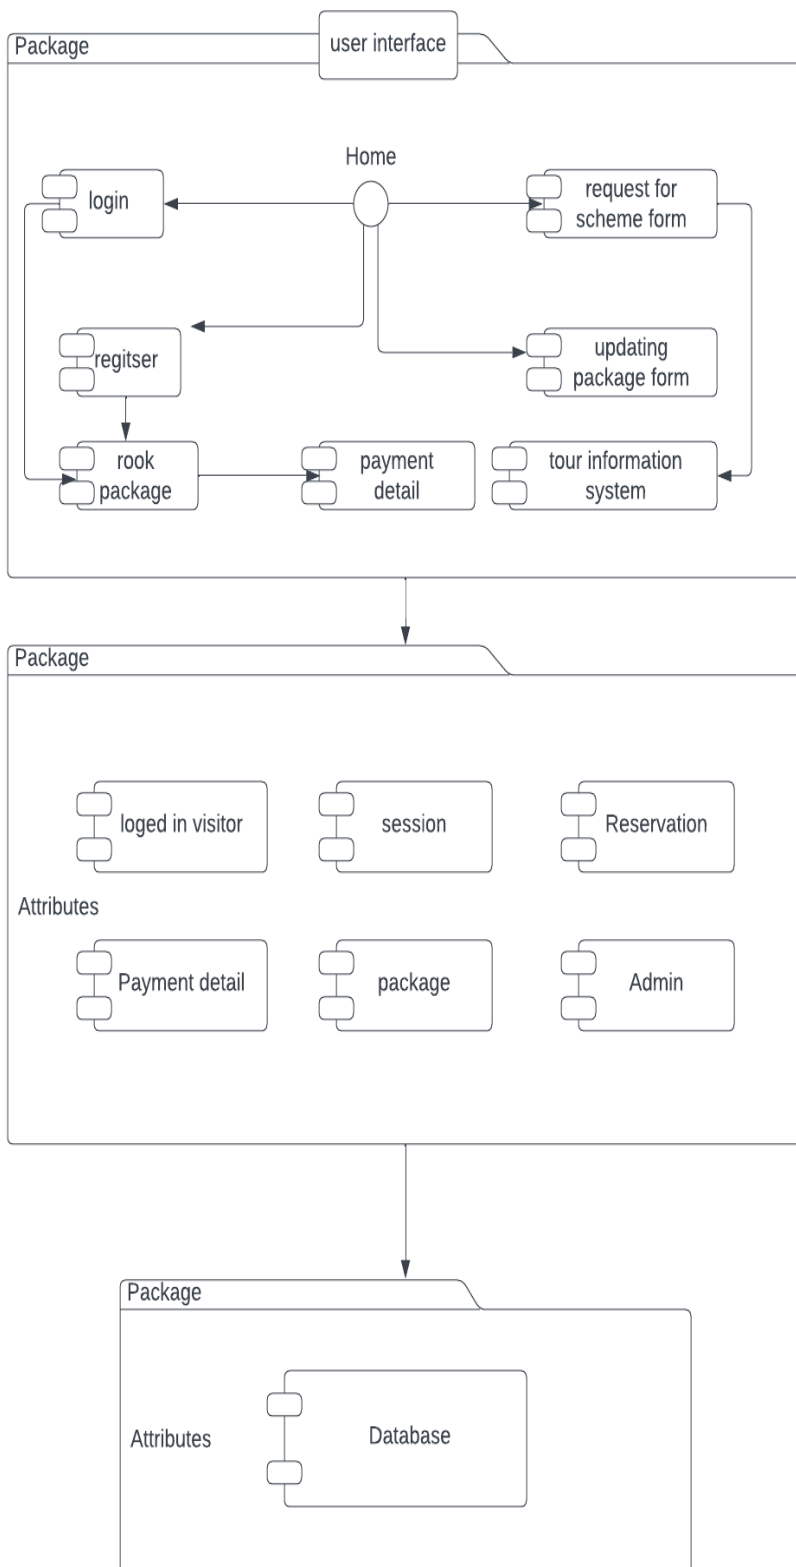 Package
user interface
Home
login
request for
scheme form
regitser
updating
package form
rook
package
payment
detail
tour information
system
Package
loged in visitor
session
Reservation
Attributes
Payment detail
package
Admin
Package
Attributes
Database